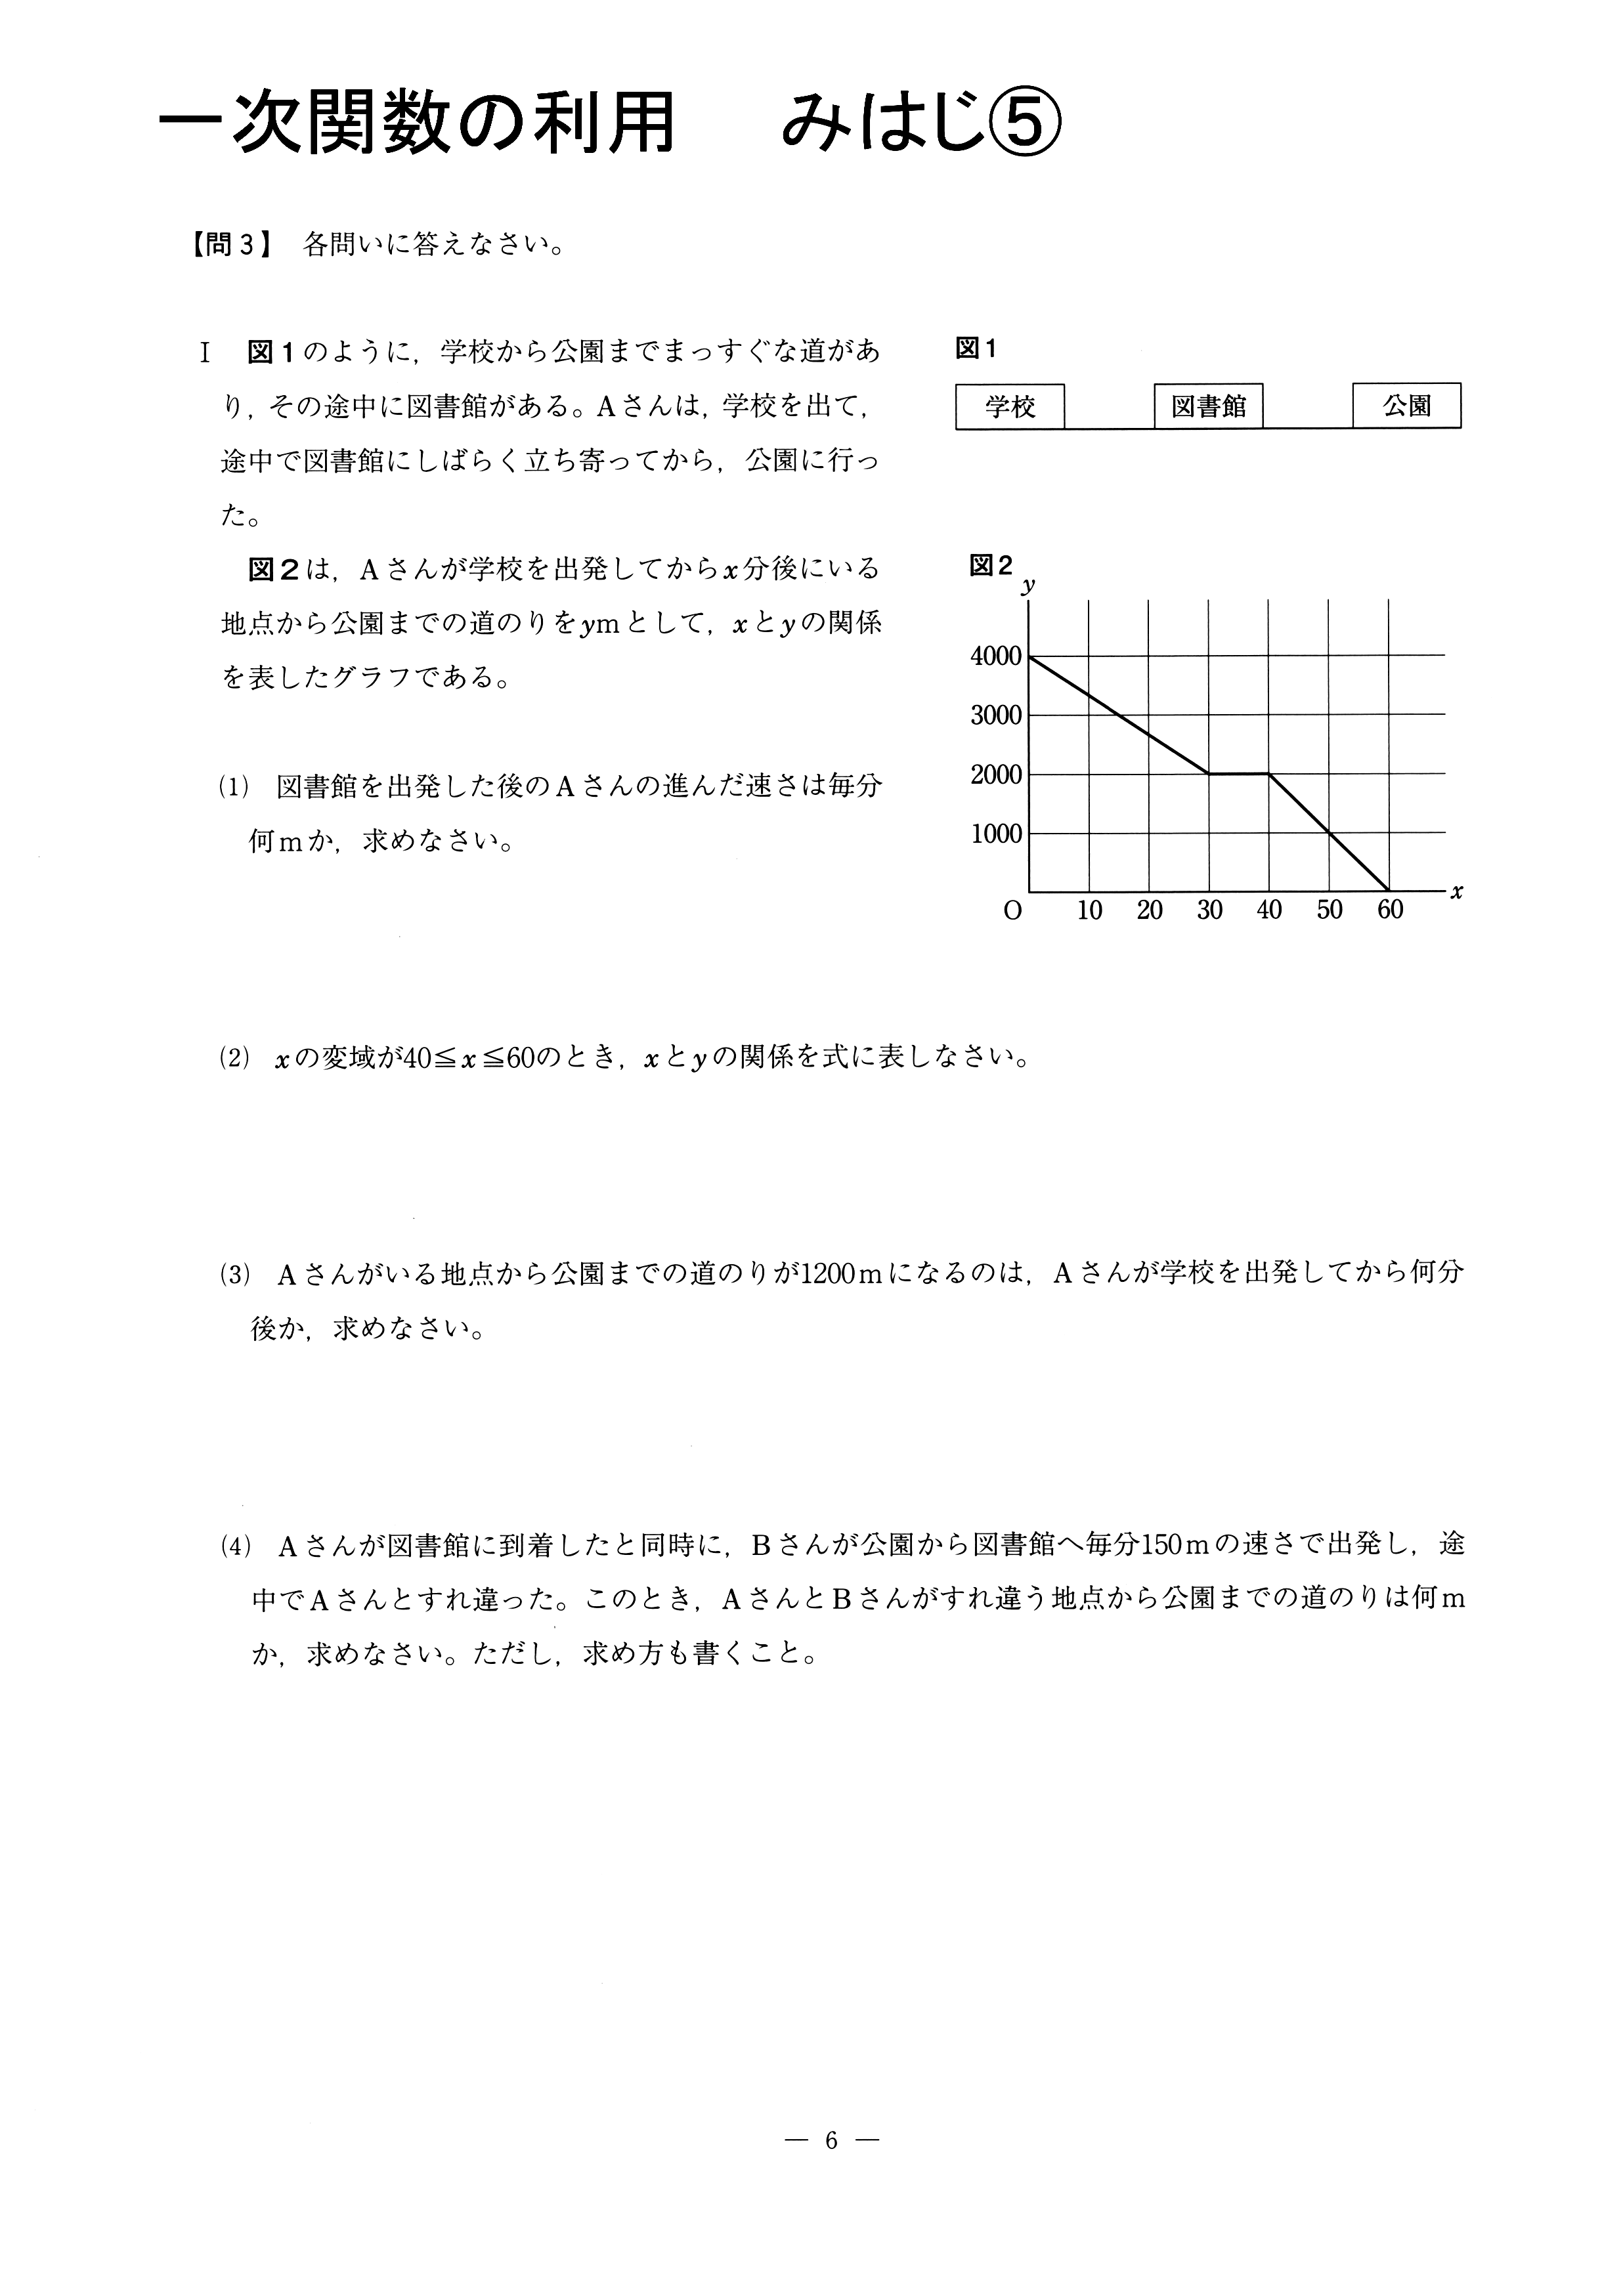 一次関数の利用　みはじ⑤
【問3】　各問いに答えなさい。
Ⅰ　図1のように，学校から公園までまっすぐな道があ
り，その途中に図書館がある。Aさんは，学校を出て，
途中で図書館にしばらく立ち寄ってから，公園に行っ
た。
図2は，Aさんが学校を出発してからx分後にいる
地点から公園までの道のりをymとして，xとyの関係
を表したグラフである。
図1
学校　図書館　公園
図2
y
4000
3000
2000
1000
O　10　20　30　40　50　60　x
(1)　図書館を出発した後のAさんの進んだ速さは毎分
何mか，求めなさい。
(2)　xの変域が40≦x≦60のとき，xとyの関係を式に表しなさい。
(3)　Aさんがいる地点から公園までの道のりが1200mになるのは，Aさんが学校を出発してから何分
後か，求めなさい。
(4)　Aさんが図書館に到着したと同時に，Bさんが公園から図書館へ毎分150mの速さで出発し，途
中でAさんとすれ違った。このとき，AさんとBさんがすれ違う地点から公園までの道のりは何m
か，求めなさい。ただし，求め方も書くこと。
― 6 ―